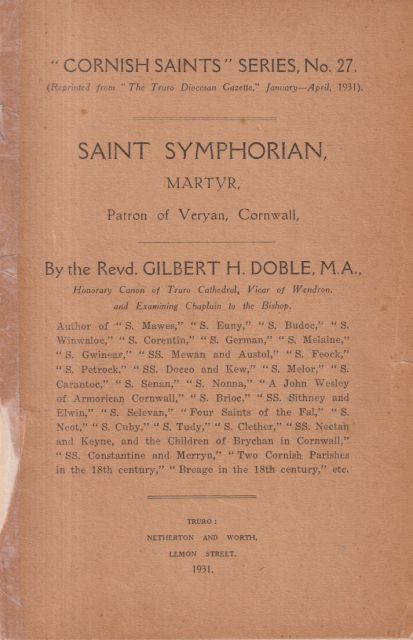 "CORNISH SAINTS" SERIES, No. 27.
(Reprinted from "The Truro Diocesan Gazette," January—April, 1931).
SAINT SYMPHORIAN,
MARTYR,
Patron of Veryan, Cornwall,
By the Revd. GILBERT H. DOBLE, M.A.,
Honorary Canon of Truro Cathedral, Vicar of Wendron,
and Examining Chaplain to the Bishop.
Author of "S. Mawes," "S. Euny," "S. Budoc," "S.
Winwaloe," "S. Corentin," "S. German," "S. Melaine,"
"S. Gwinear," "SS. Mewan and Austol," "S. Feock,"
"S. Petrock," "SS. Docco and Kew," "S. Melor," "S.
Carantoc," "S. Senan," "S. Nonna," "A John Wesley
of Armorican Cornwall," "S. Brioc," "SS. Sithney and
Elwin," "S. Selevan," "Four Saints of the Fal," "S.
Neot," "S. Cuby," "S. Tudy," "S. Clether," "SS. Nectan
and Keyne, and the Children of Brychan in Cornwall,"
"SS. Constantine and Merryn," "Two Cornish Parishes
in the 18th century," "Breage in the 18th century," etc.
TRURO:
NETHERTON AND WORTH,
LEMON STREET.
1931.